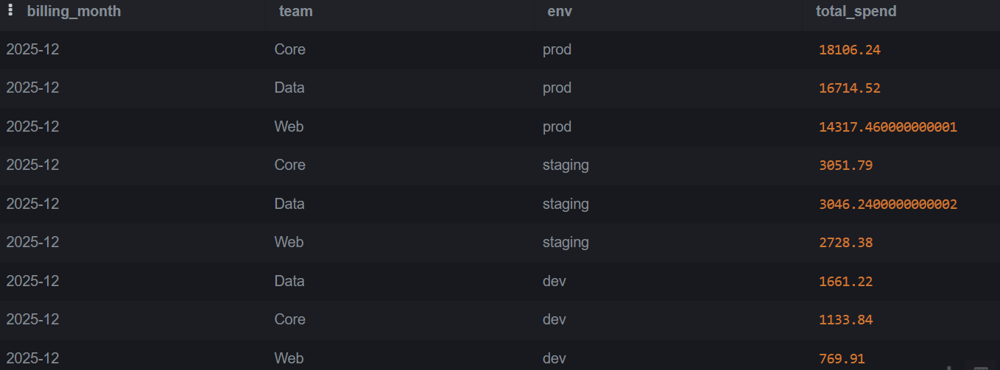 billing_month team env total_spend
2025-12 Core prod 18106.24
2025-12 Data prod 16714.52
2025-12 Web prod 14317.460000000001
2025-12 Core staging 3051.79
2025-12 Data staging 3046.2400000000002
2025-12 Web staging 2728.38
2025-12 Data dev 1661.22
2025-12 Core dev 1133.84
2025-12 Web dev 769.91